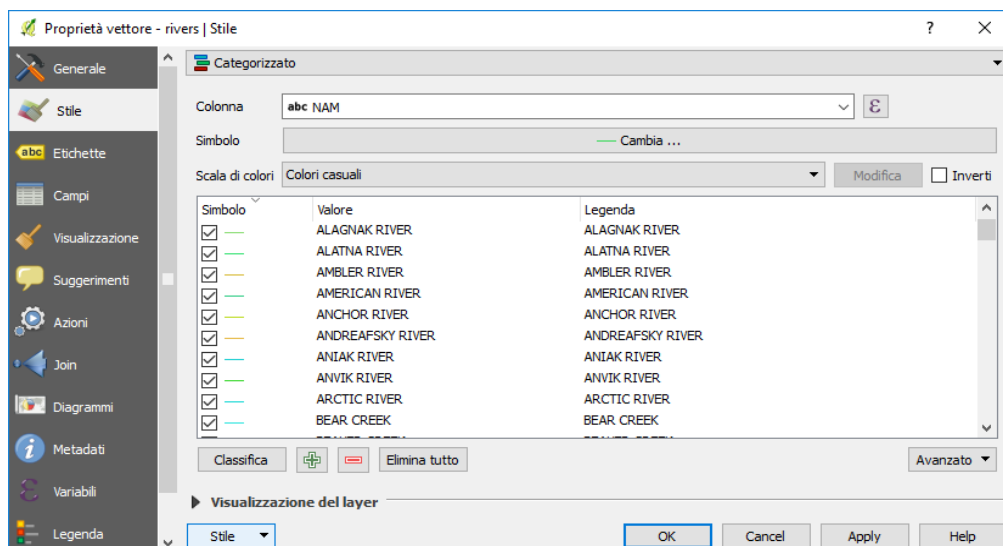 Proprietà vettore - rivers | Stile
?
Generale
Stile
abc Etichette
Campi
Visualizzazione
Suggerimenti
Azioni
Join
Diagrammi
Metadati
Variabili
Legenda
Categorizzato
Colonna abc NAM ε
Simbolo Cambia ...
Scala di colori Colori casuali Modifica Inverti
Simbolo Valore Legenda
ALAGNAK RIVER ALAGNAK RIVER
ALATNA RIVER ALATNA RIVER
AMBLER RIVER AMBLER RIVER
AMERICAN RIVER AMERICAN RIVER
ANCHOR RIVER ANCHOR RIVER
ANDREAFSKY RIVER ANDREAFSKY RIVER
ANIAK RIVER ANIAK RIVER
ANVIK RIVER ANVIK RIVER
ARCTIC RIVER ARCTIC RIVER
BEAR CREEK BEAR CREEK
Classifica Elimina tutto Avanzato
Visualizzazione del layer
Stile OK Cancel Apply Help